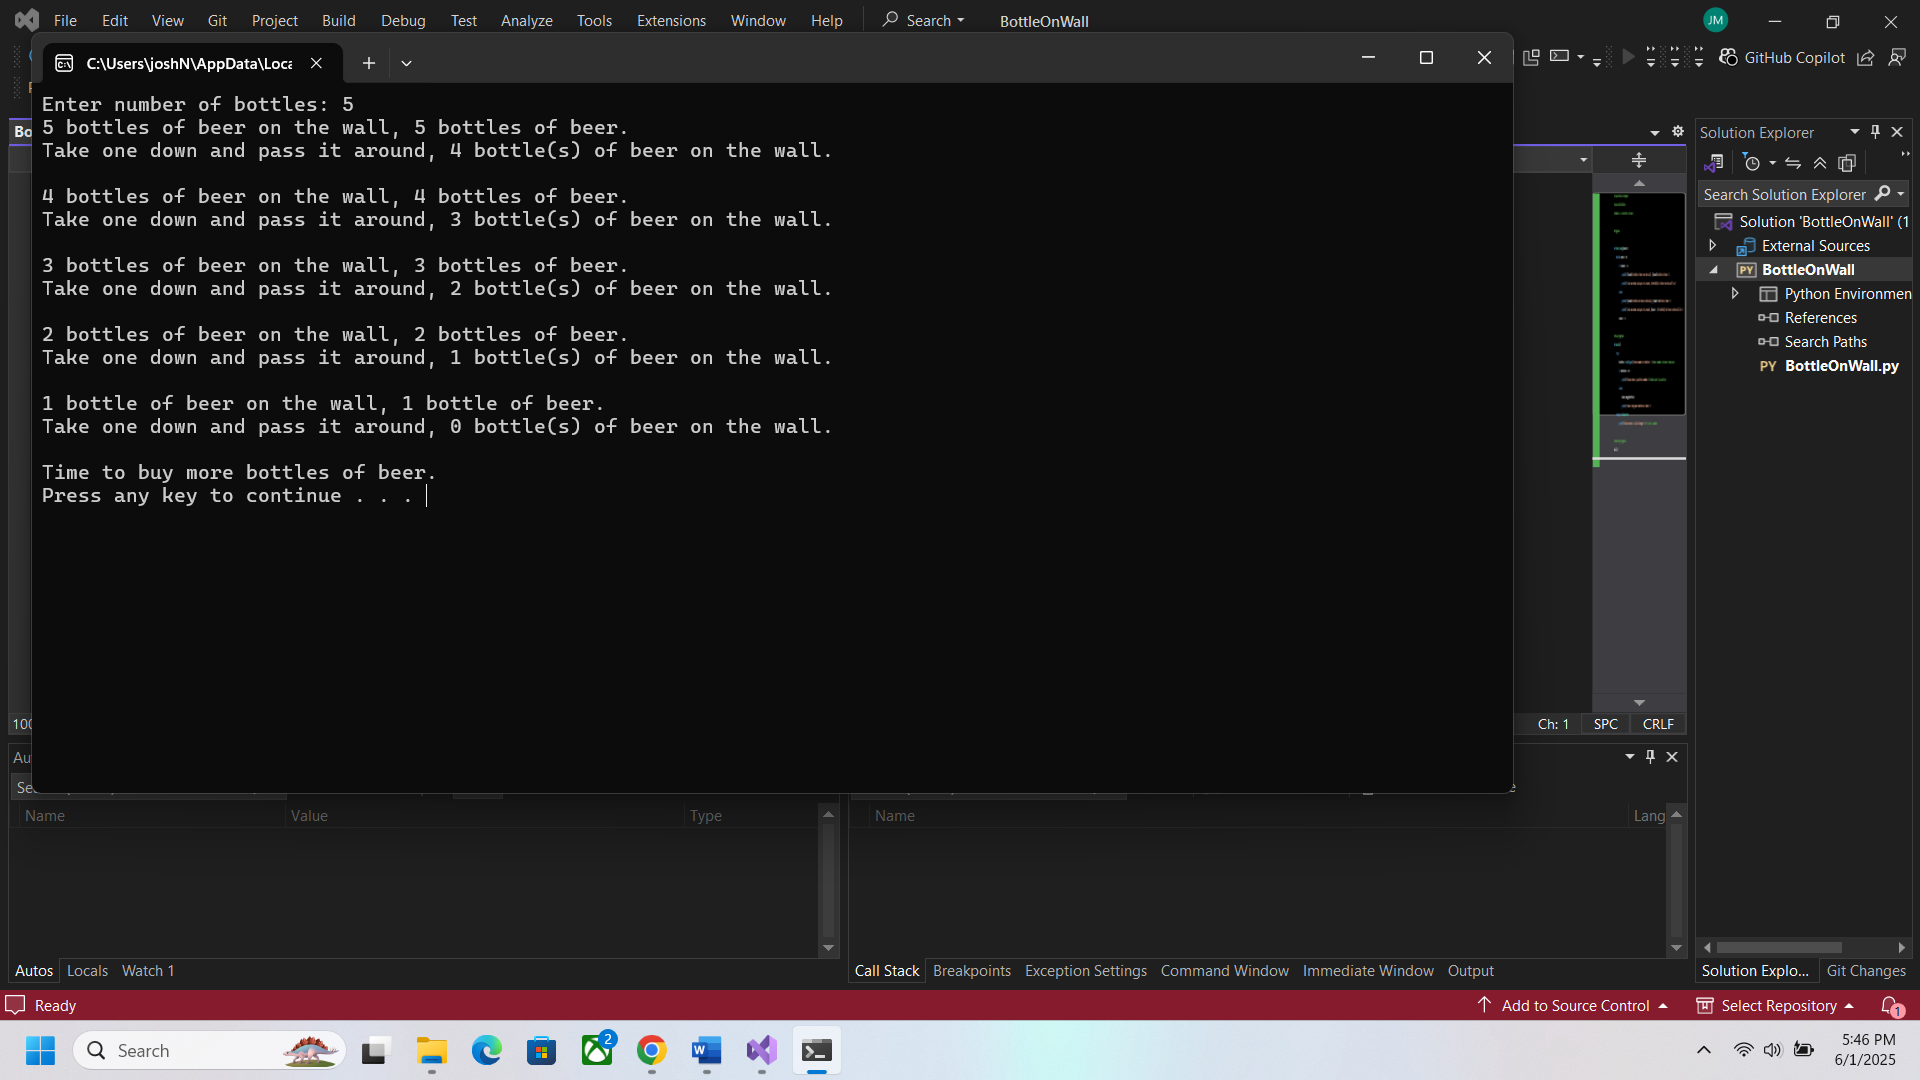 File Edit View Git Project Build Debug Test Analyze Tools Extensions Window Help Search BottleOnWall JM
GitHub Copilot
C:\Users\joshN\AppData\Loca
Enter number of bottles: 5
5 bottles of beer on the wall, 5 bottles of beer.
Take one down and pass it around, 4 bottle(s) of beer on the wall.
4 bottles of beer on the wall, 4 bottles of beer.
Take one down and pass it around, 3 bottle(s) of beer on the wall.
3 bottles of beer on the wall, 3 bottles of beer.
Take one down and pass it around, 2 bottle(s) of beer on the wall.
2 bottles of beer on the wall, 2 bottles of beer.
Take one down and pass it around, 1 bottle(s) of beer on the wall.
1 bottle of beer on the wall, 1 bottle of beer.
Take one down and pass it around, 0 bottle(s) of beer on the wall.
Time to buy more bottles of beer.
Press any key to continue . . .
Bo
Solution Explorer
Search Solution Explorer
Solution 'BottleOnWall' (1
External Sources
PY BottleOnWall
Python Environmen
References
Search Paths
PY BottleOnWall.py
100
Ch: 1 SPC CRLF
Au
Se
Name Value Type
Name Lang
Autos Locals Watch 1
Call Stack Breakpoints Exception Settings Command Window Immediate Window Output
Solution Explo... Git Changes
Ready
Add to Source Control Select Repository 1
Search
2
5:46 PM
6/1/2025